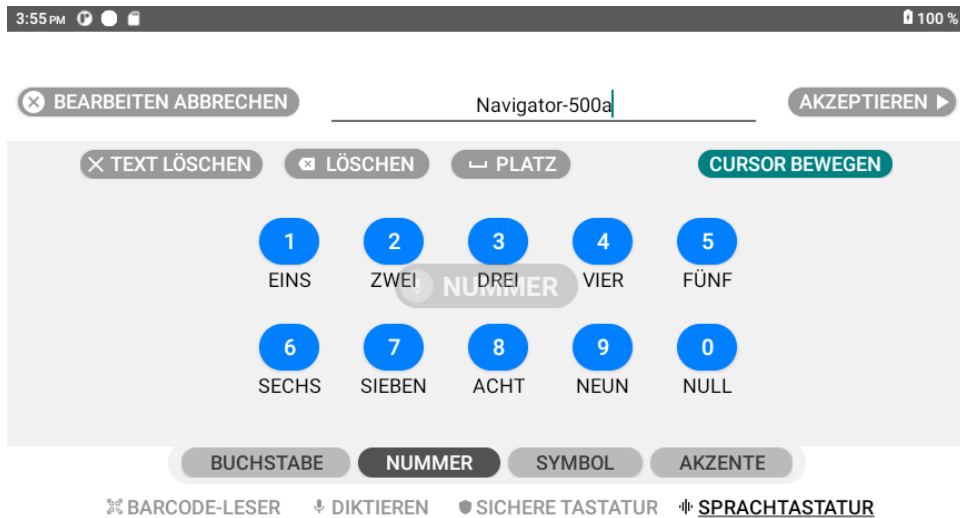 3:55 PM 100 %
BEARBEITEN ABBRECHEN Navigator-500a AKZEPTIEREN
TEXT LÖSCHEN LÖSCHEN PLATZ CURSOR BEWEGEN
1 2 3 4 5
EINS ZWEI DREI VIER FÜNF
NUMMER
6 7 8 9 0
SECHS SIEBEN ACHT NEUN NULL
BUCHSTABE NUMMER SYMBOL AKZENTE
BARCODE-LESER DIKTIEREN SICHERE TASTATUR SPRACHTASTATUR